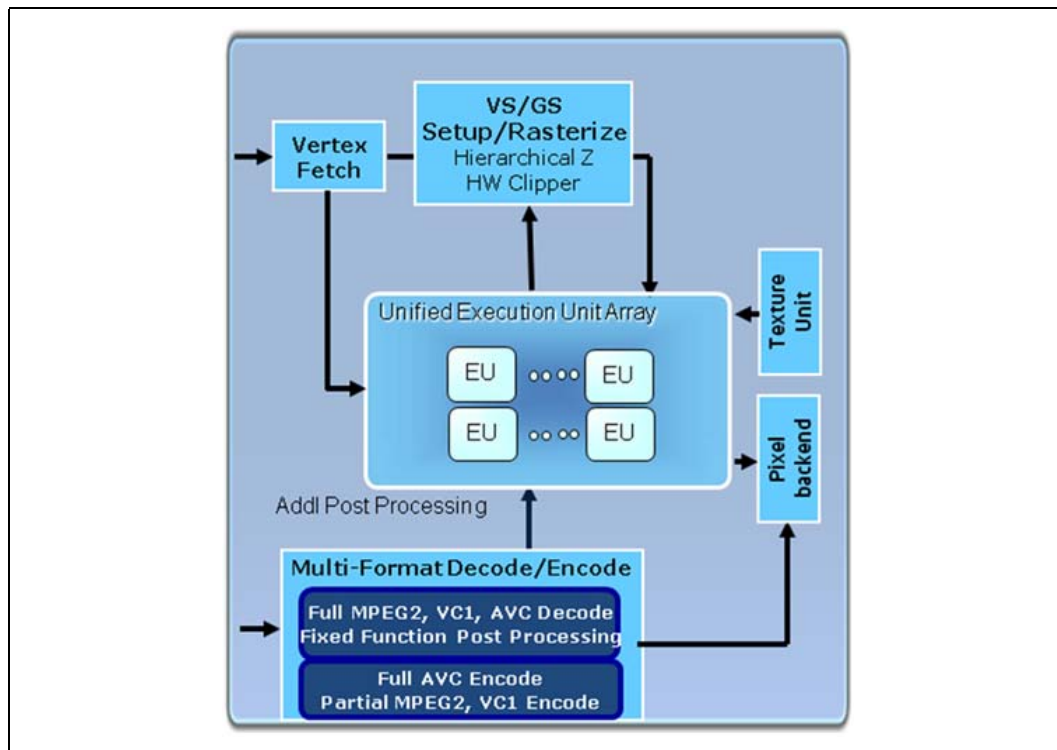 VS/GS
Setup/Rasterize
Hierarchical Z
HW Clipper
Vertex
Fetch
Unified Execution Unit Array
EU
EU
EU
EU
Texture
Unit
Pixel
backend
Addl Post Processing
Multi-Format Decode/Encode
Full MPEG2, VC1, AVC Decode
Fixed Function Post Processing
Full AVC Encode
Partial MPEG2, VC1 Encode